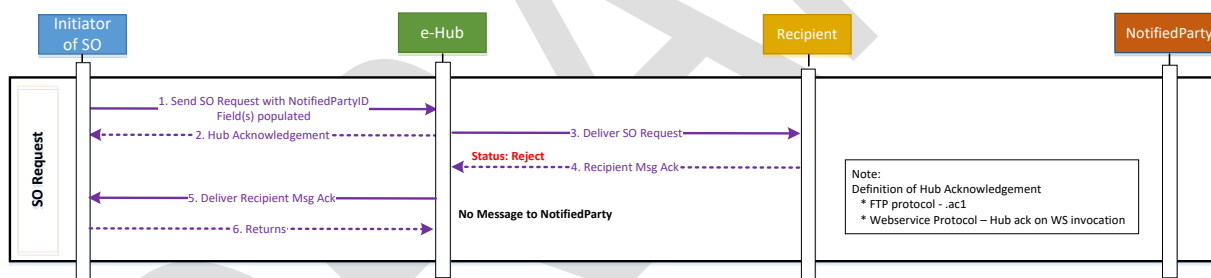 Initiator
of SO
e-Hub
Recipient
NotifiedParty
SO Request
1. Send SO Request with NotifiedPartyID
Field(s) populated
2. Hub Acknowledgement
3. Deliver SO Request
Status: Reject
4. Recipient Msg Ack
5. Deliver Recipient Msg Ack
No Message to NotifiedParty
6. Returns
Note:
Definition of Hub Acknowledgement
* FTP protocol - .ac1
* Webservice Protocol – Hub ack on WS invocation